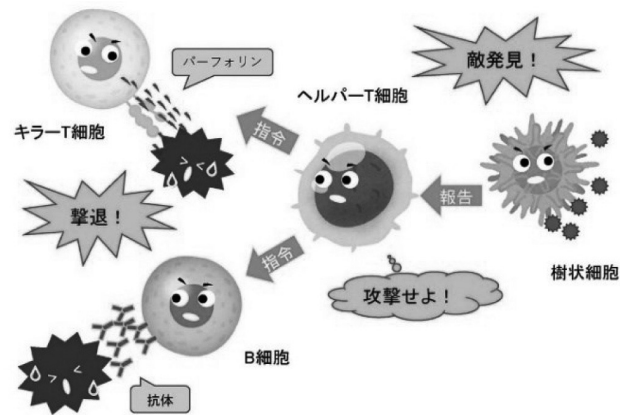 敵発見！
樹状細胞
報告
ヘルパーT細胞
攻撃せよ！
指令
パーフォリン
キラーT細胞
撃退！
指令
B細胞
抗体